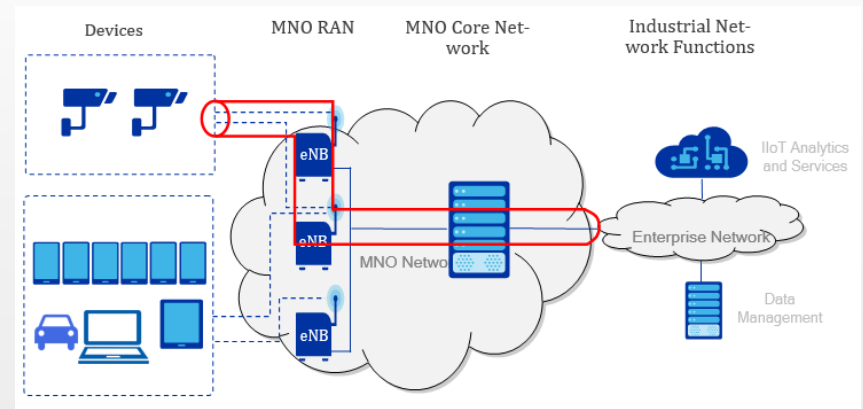 Devices
MNO RAN
MNO Core Net-
work
Industrial Net-
work Functions
eNB
IIoT Analytics
and Services
eNB
Enterprise Network
MNO Netwo
Data
Management
eNB